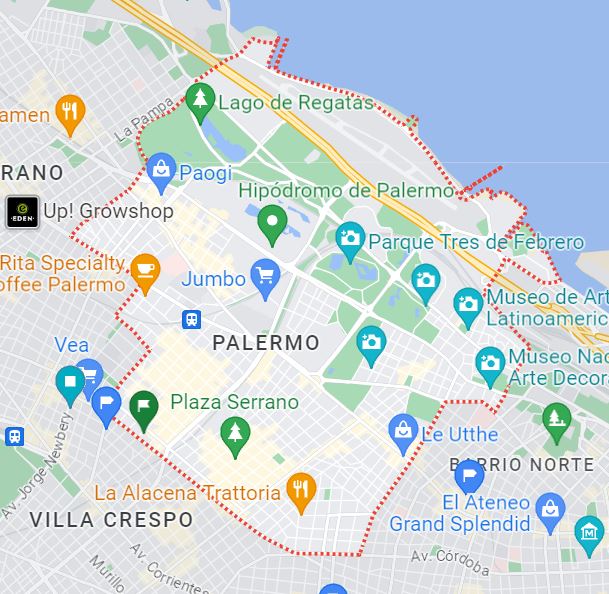 Lago de Regatas
La Pampa
amen
RANO
Paogi
Hipódromo de Palermo
EDEN
Up! Growshop
Parque Tres de Febrero
Rita Specialty
offee Palermo
Jumbo
Museo de Art
Latinoameric
PALERMO
Vea
Museo Nac
Arte Decora
Plaza Serrano
Le Utthe
Av. Jorge Newbery
BARRIO NORTE
La Alacena Trattoria
El Ateneo
Grand Splendid
VILLA CRESPO
Av. Córdoba
Av. Corrientes
Murillo